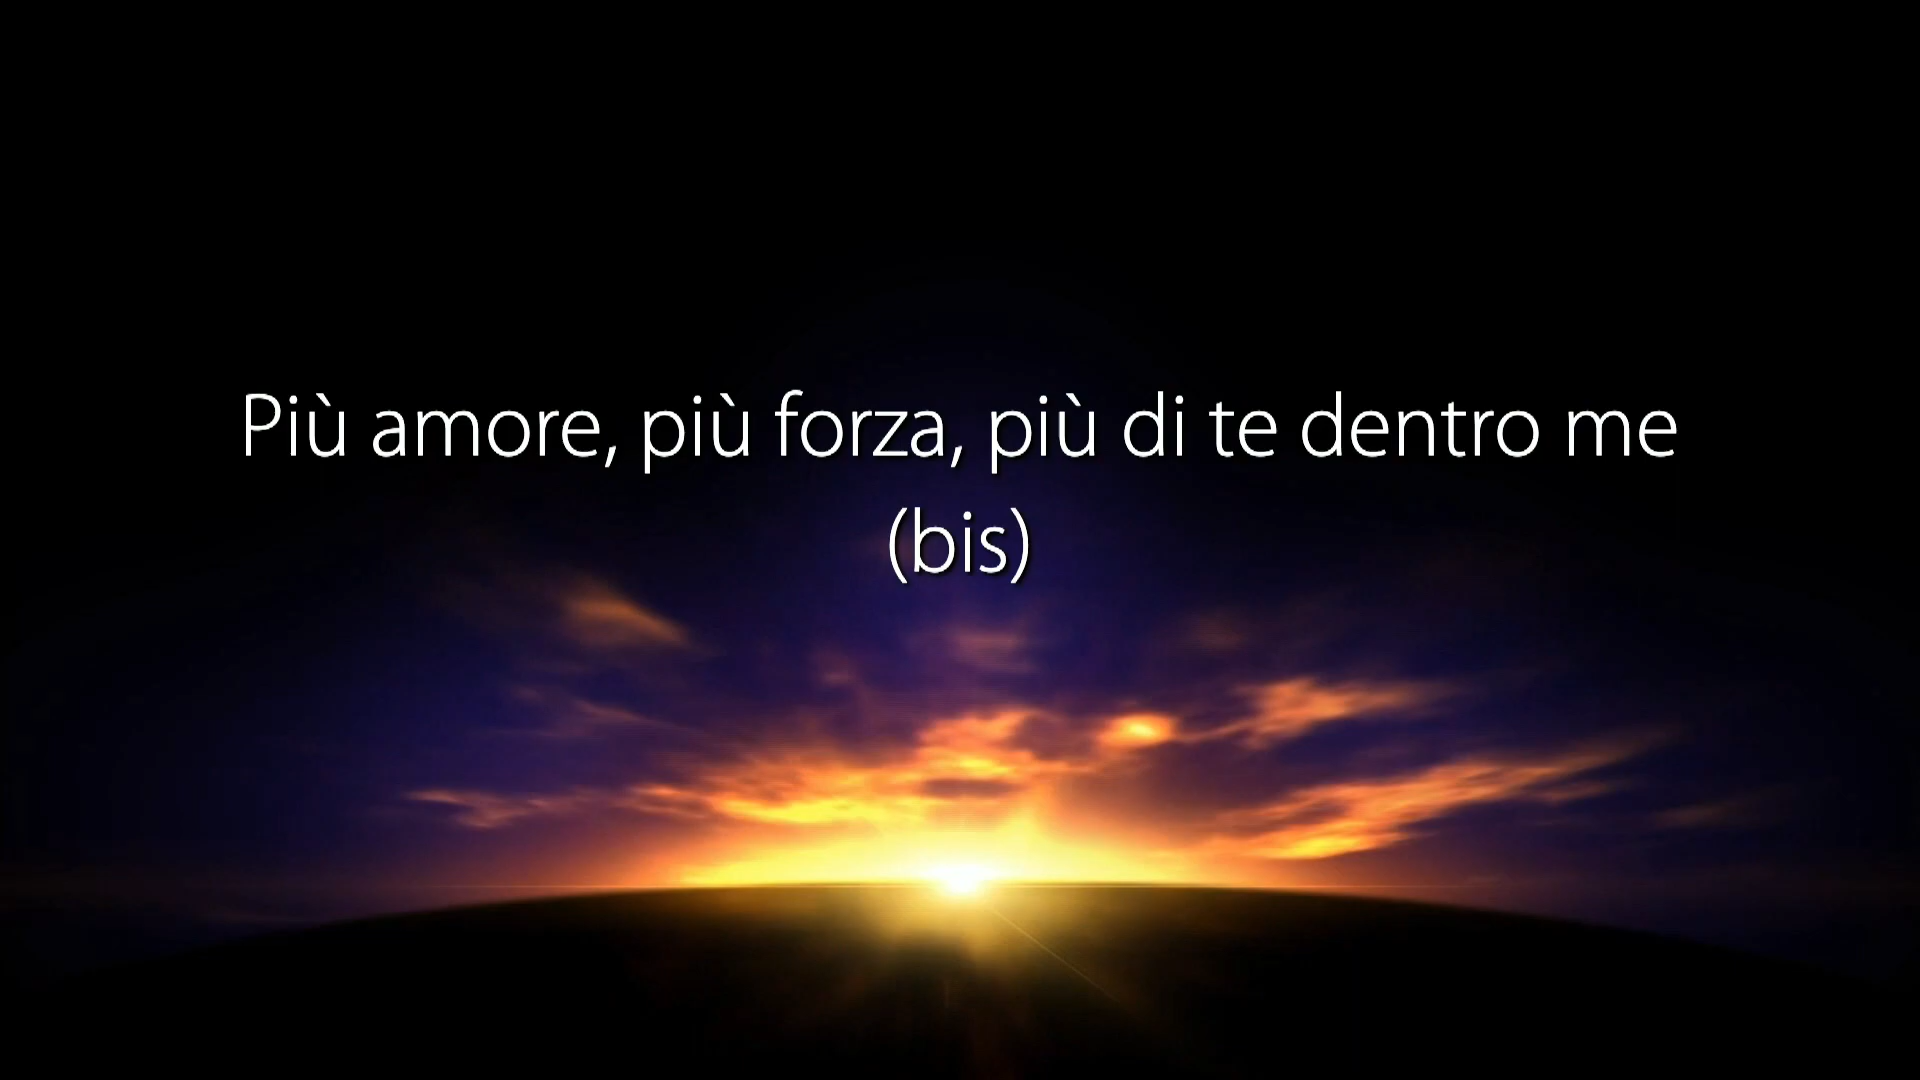 Più amore, più forza, più di te dentro me
(bis)